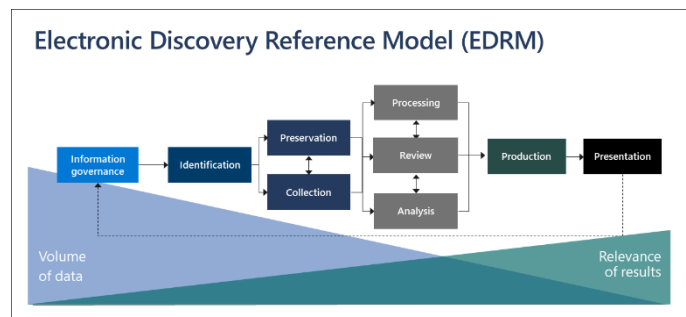 Electronic Discovery Reference Model (EDRM)
Processing
Preservation
Information
governance
Identification
Review
Production
Presentation
Collection
Analysis
Volume
of data
Relevance
of results